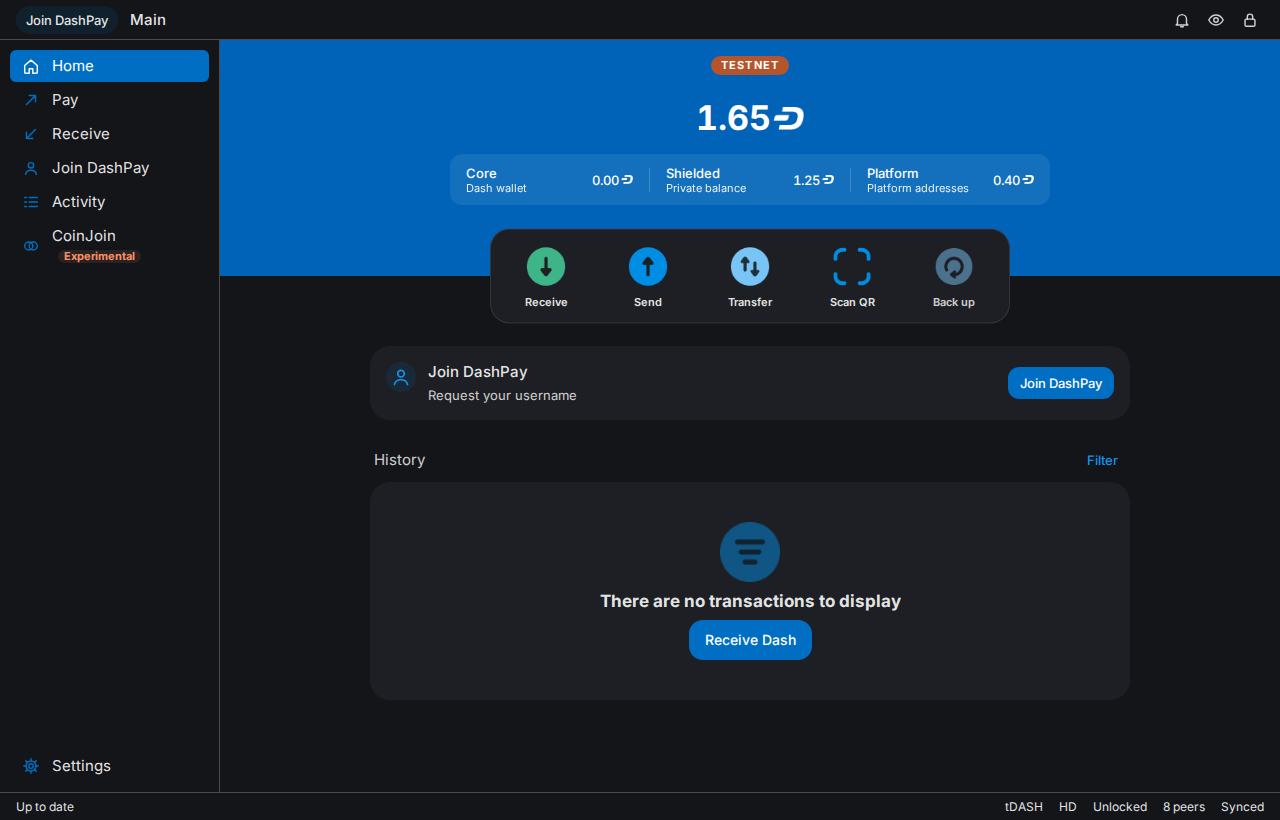 Join DashPay Main
Home
Pay
Receive
Join DashPay
Activity
CoinJoin
Experimental
Settings
TESTNET
1.65
Core
Dash wallet
0.00
Shielded
Private balance
1.25
Platform
Platform addresses
0.40
Receive
Send
Transfer
Scan QR
Back up
Join DashPay
Request your username
Join DashPay
History
Filter
There are no transactions to display
Receive Dash
Up to date
tDASH HD Unlocked 8 peers Synced